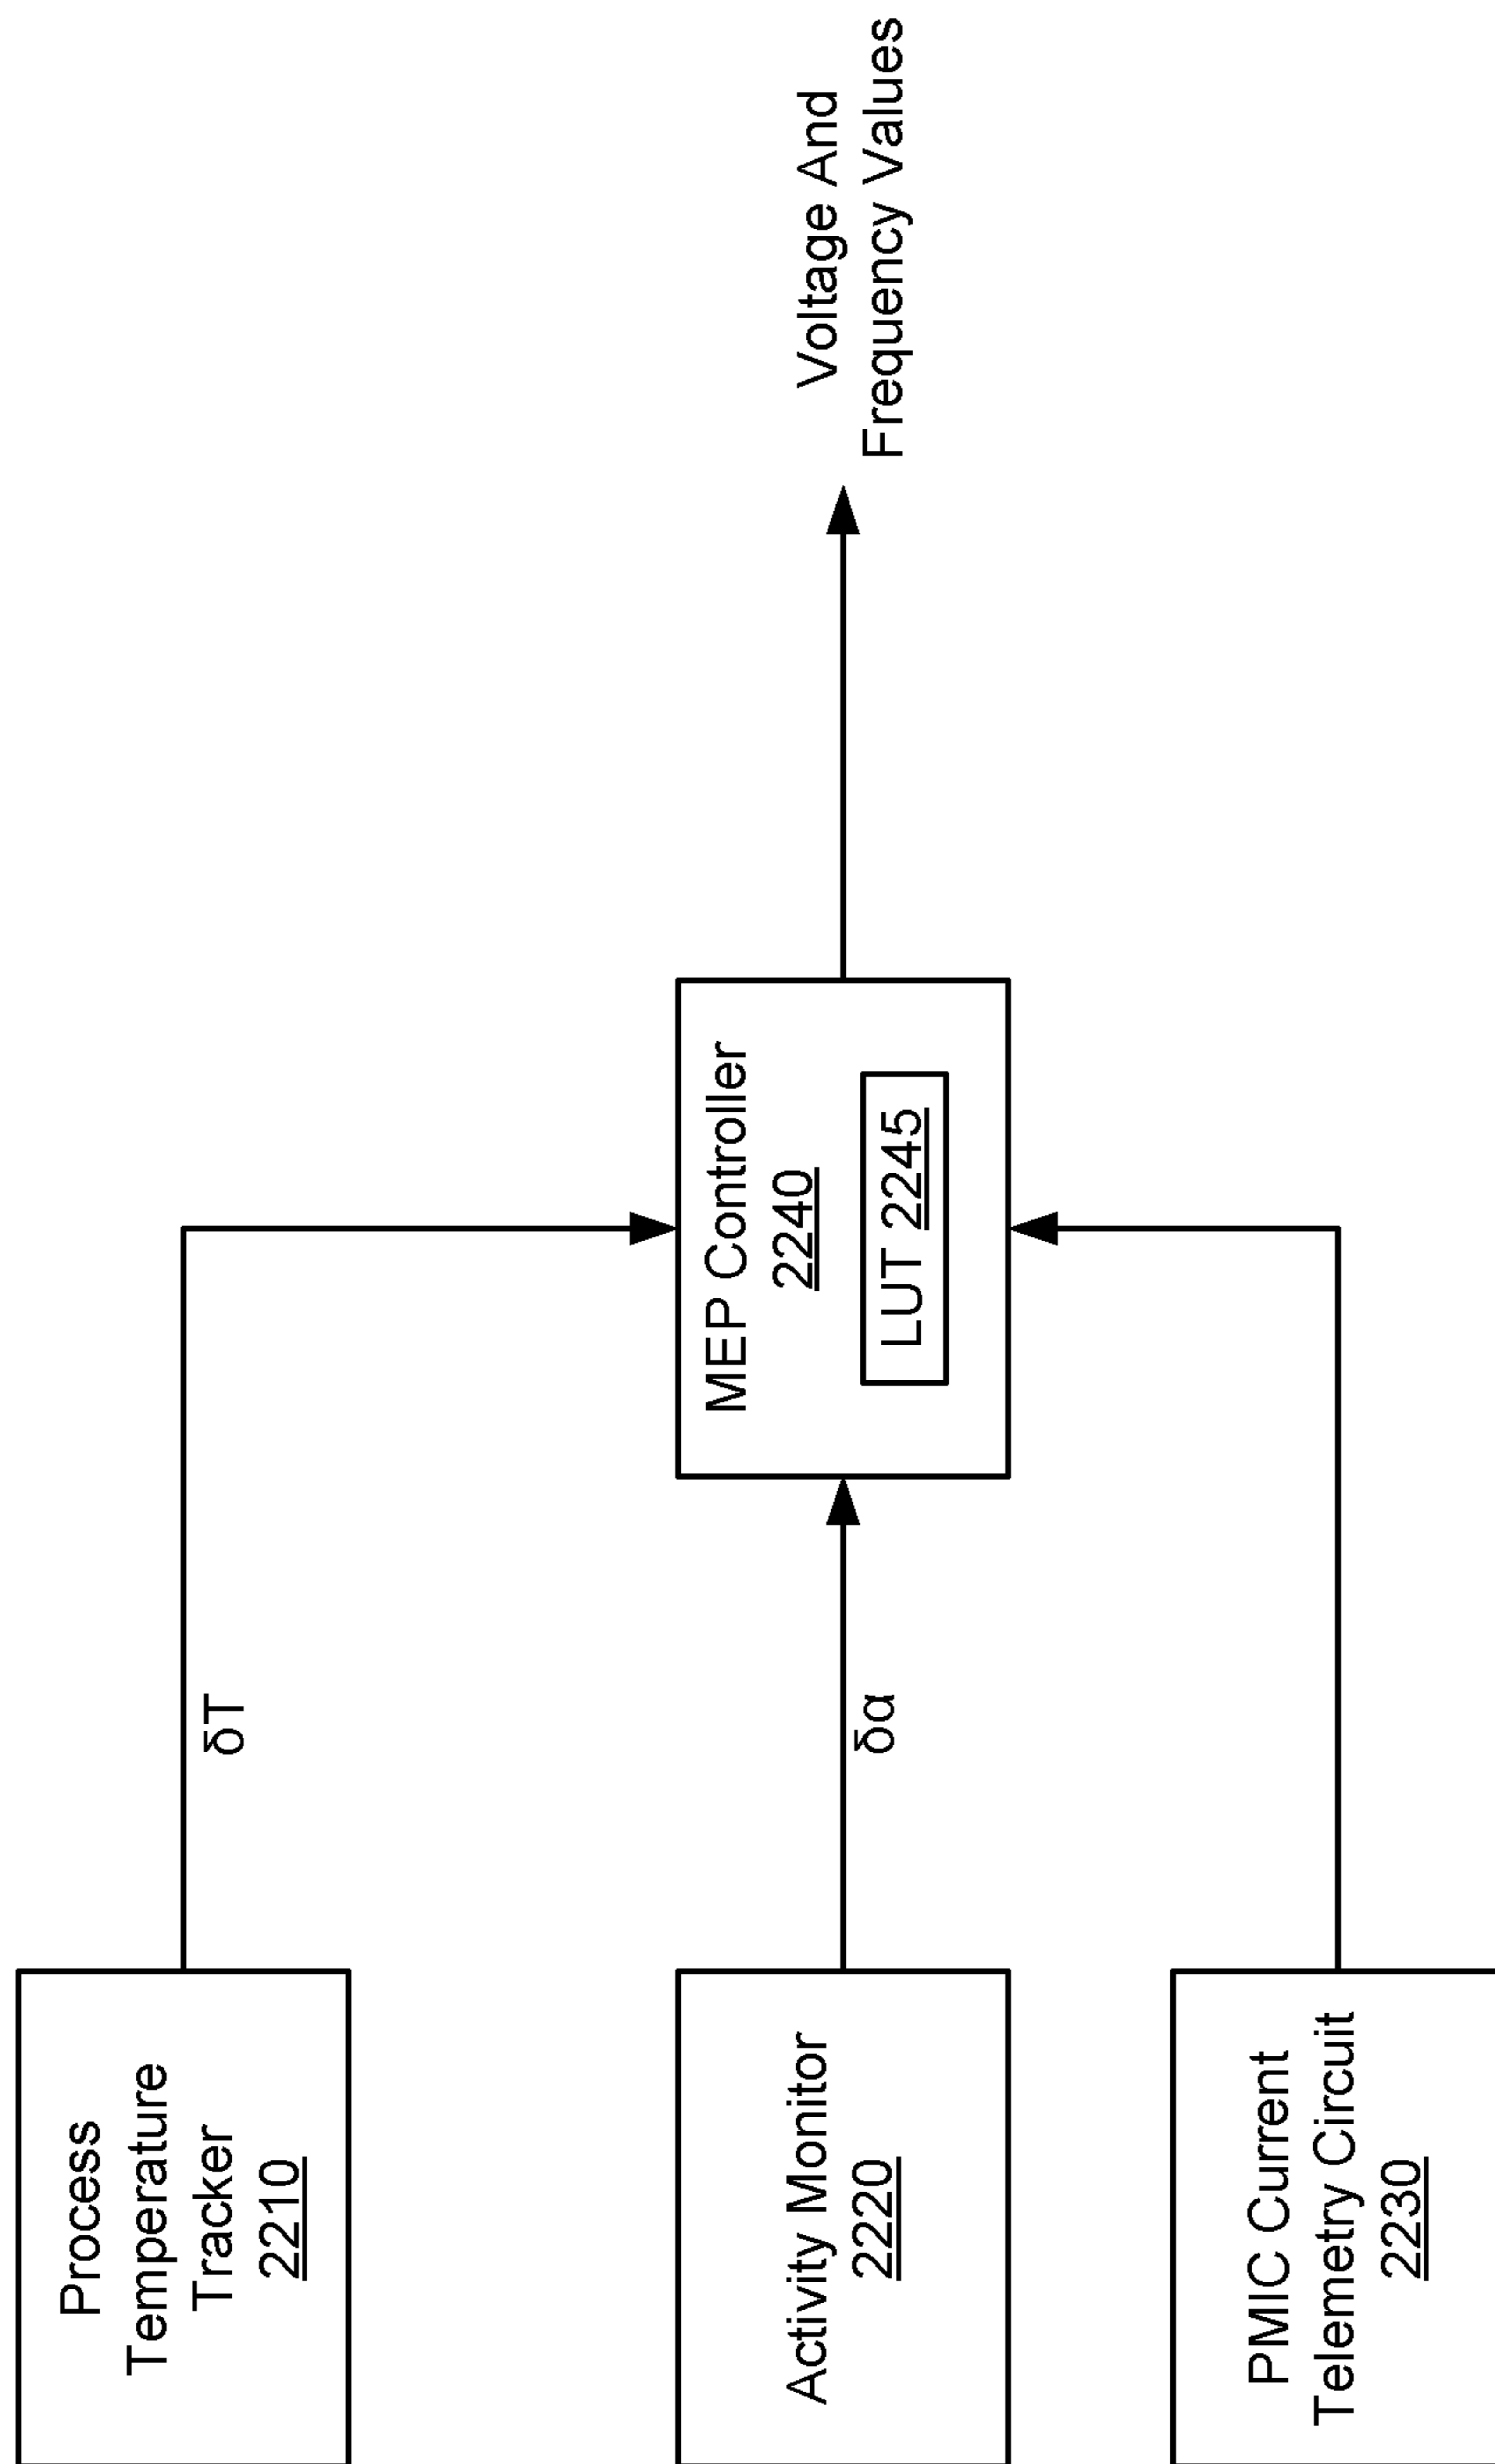 Process
Temperature
Tracker
2210
δT
Activity Monitor
2220
δα
PMIC Current
Telemetry Circuit
2230
MEP Controller
2240
LUT 2245
Voltage And
Frequency Values